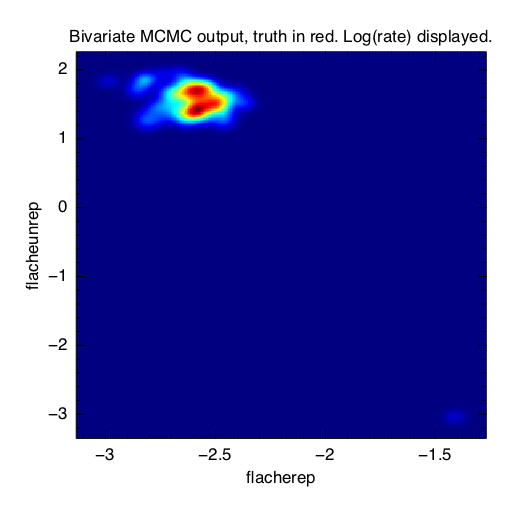 Bivariate MCMC output, truth in red. Log(rate) displayed.
2
1
0
−1
−2
−3
flacheunrep
−3 −2.5 −2 −1.5
flacherep